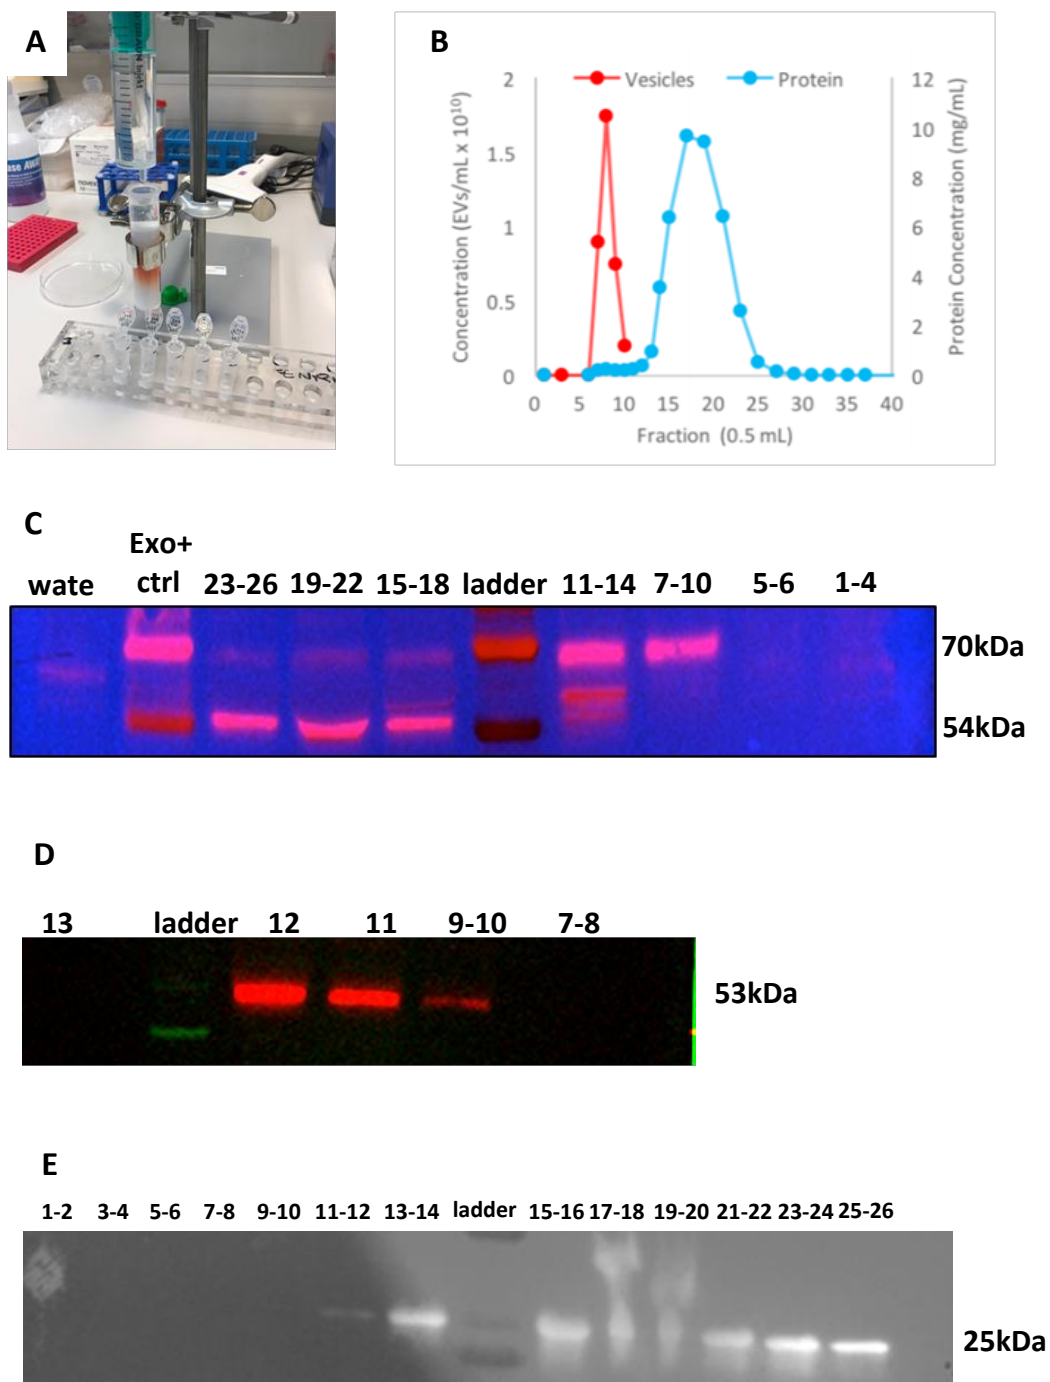 A
B
Vesicles
Protein
2
1.5
1
0.5
0
12
10
8
6
4
2
0
Concentration (EVs/mL x 10¹⁰)
Protein Concentration (mg/mL)
0 5 10 15 20 25 30 35 40
Fraction (0.5 mL)
C
wate Exo+ ctrl 23-26 19-22 15-18 ladder 11-14 7-10 5-6 1-4
70kDa
54kDa
D
13 ladder 12 11 9-10 7-8
53kDa
E
1-2 3-4 5-6 7-8 9-10 11-12 13-14 ladder 15-16 17-18 19-20 21-22 23-24 25-26
25kDa